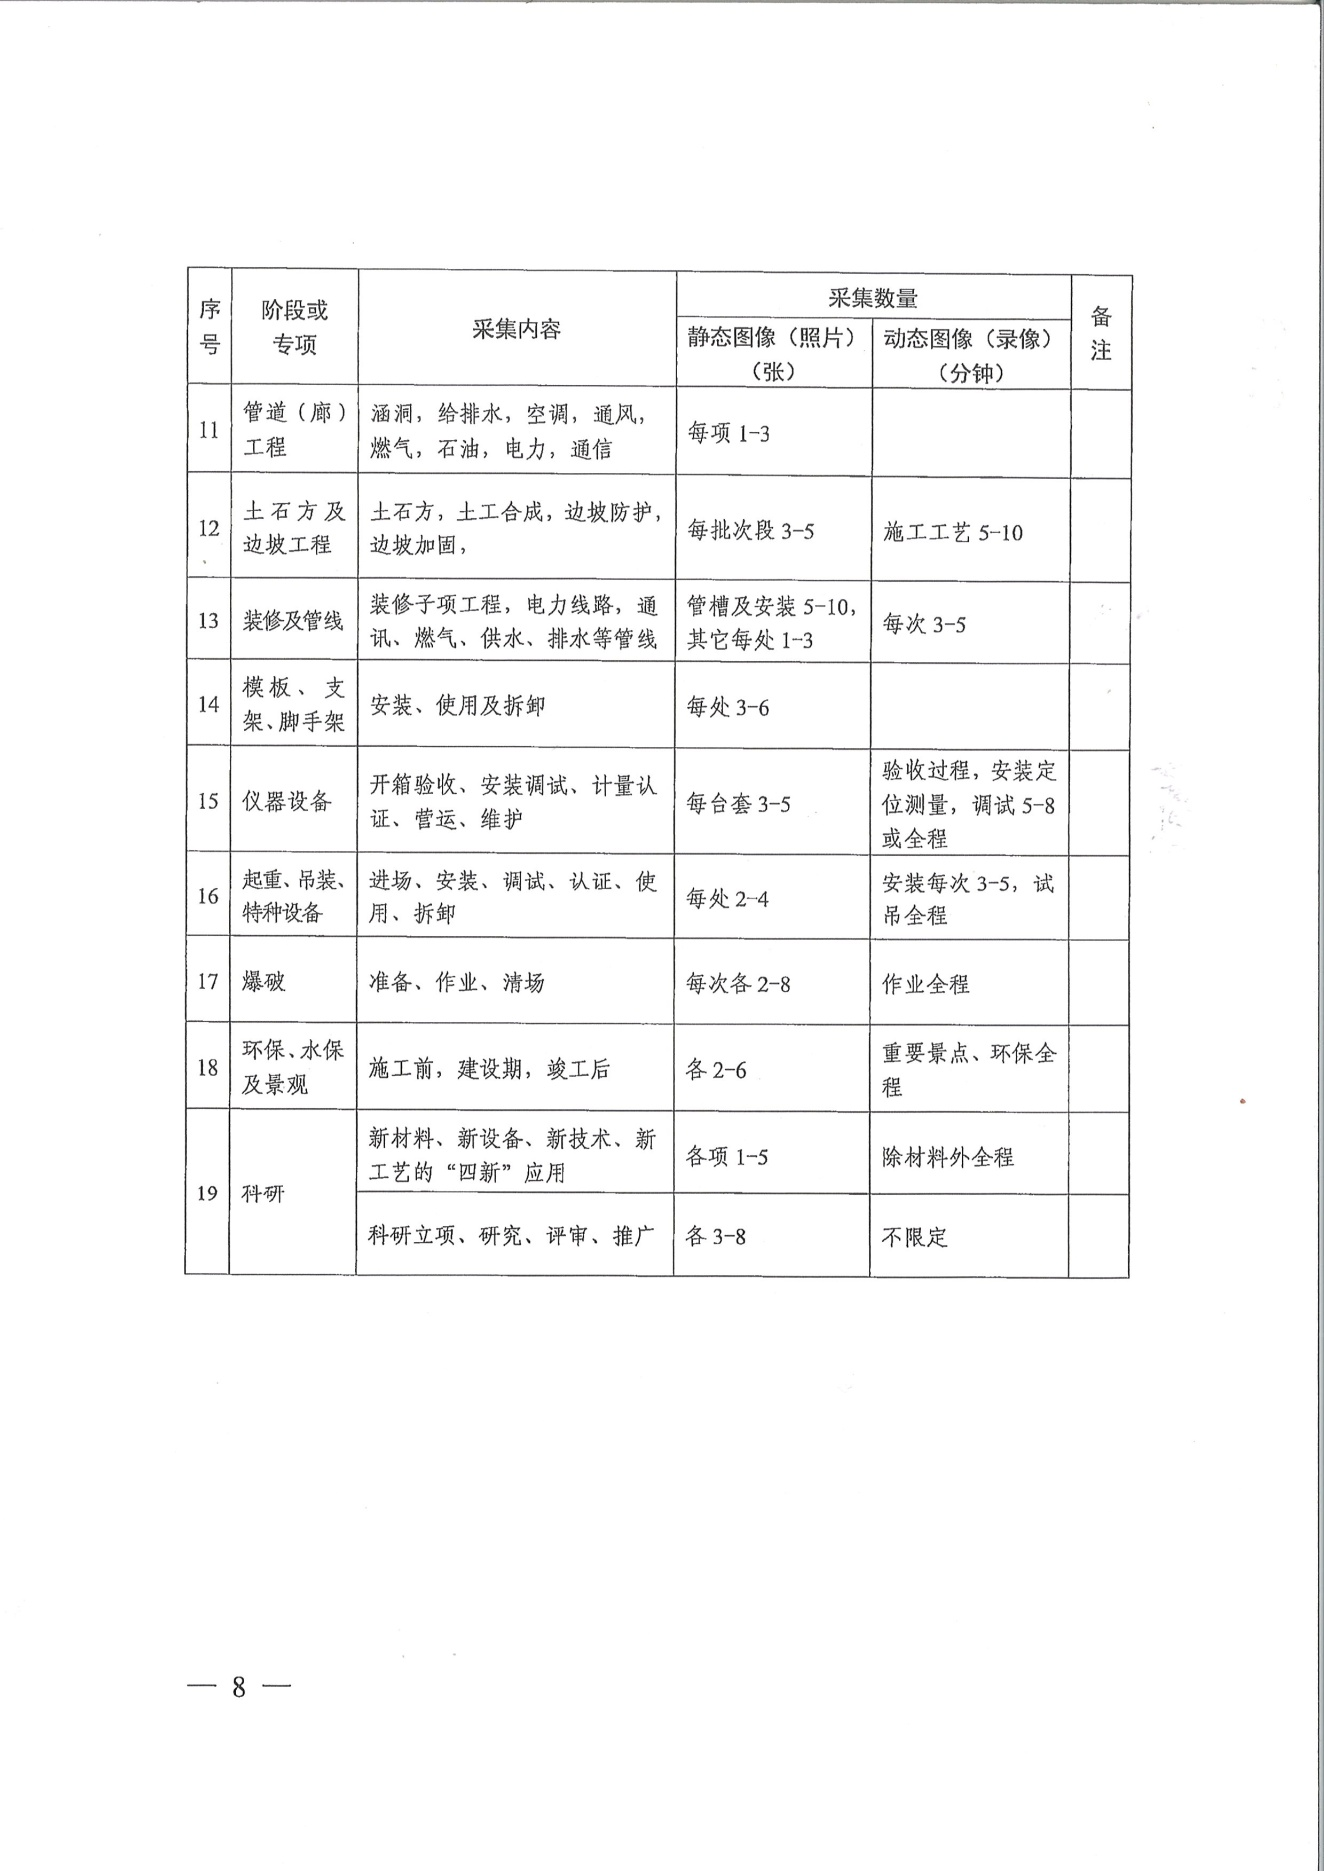 序号
阶段或
专项
采集内容
采集数量
静态图像（照片）
（张）
动态图像（录像）
（分钟）
备注
11
管道（廊）
工程
涵洞，给排水，空调，通风，
燃气，石油，电力，通信
每项 1-3
12
土石方及
边坡工程
土石方，土工合成，边坡防护，
边坡加固，
每批次段 3-5
施工工艺 5-10
13
装修及管线
装修子项工程，电力线路，通
讯、燃气、供水、排水等管线
管槽及安装 5-10，
其它每处 1-3
每次 3-5
14
模板、支
架、脚手架
安装、使用及拆卸
每处 3-6
15
仪器设备
开箱验收、安装调试、计量认
证、营运、维护
每台套 3-5
验收过程，安装定
位测量，调试 5-8
或全程
16
起重、吊装、
特种设备
进场、安装、调试、认证、使
用、拆卸
每处 2-4
安装每次 3-5，试
吊全程
17
爆破
准备、作业、清场
每次各 2-8
作业全程
18
环保、水保
及景观
施工前，建设期，竣工后
各 2-6
重要景点、环保全
程
19
科研
新材料、新设备、新技术、新
工艺的“四新”应用
各项 1-5
除材料外全程
科研立项、研究、评审、推广
各 3-8
不限定
— 8 —